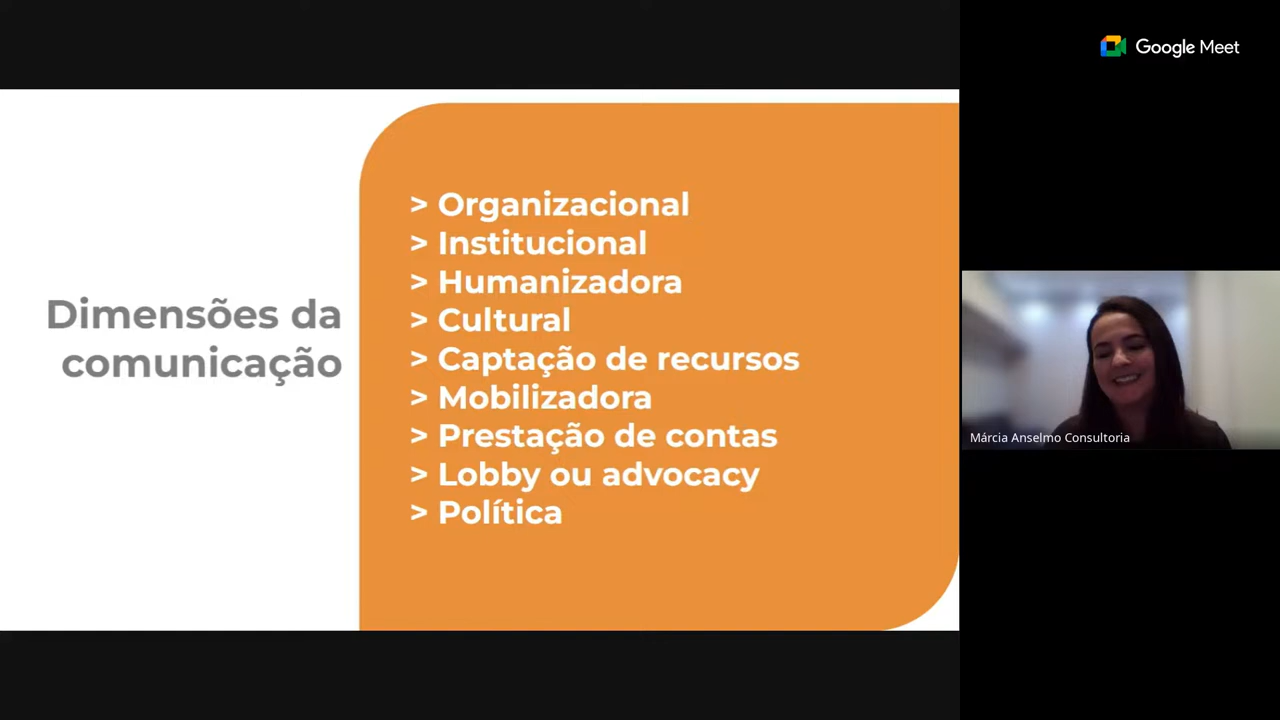 Google Meet
Dimensões da
comunicação
> Organizacional
> Institucional
> Humanizadora
> Cultural
> Captação de recursos
> Mobilizadora
> Prestação de contas
> Lobby ou advocacy
> Política
Márcia Anselmo Consultoria